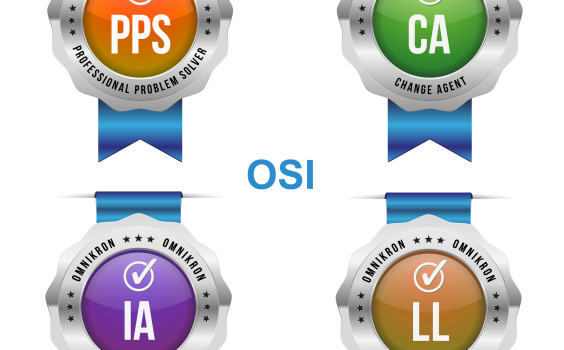 PPS
PROFESSIONAL PROBLEM SOLVER
CA
CHANGE AGENT
OSI
OMNIKRON OMNIKRON
IA
OMNIKRON OMNIKRON
LL